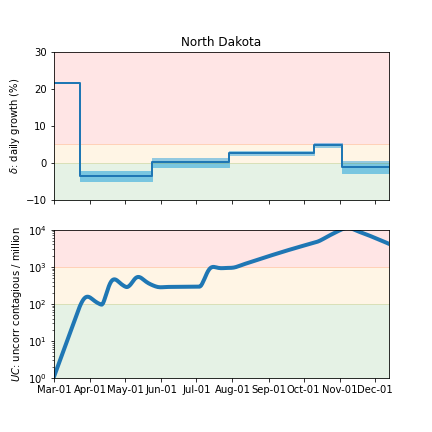 North Dakota
30
20
10
0
−10
δ: daily growth (%)
10⁴
10³
10²
10¹
10⁰
UC: uncorr contagious / million
Mar-01 Apr-01 May-01 Jun-01 Jul-01 Aug-01 Sep-01 Oct-01 Nov-01 Dec-01